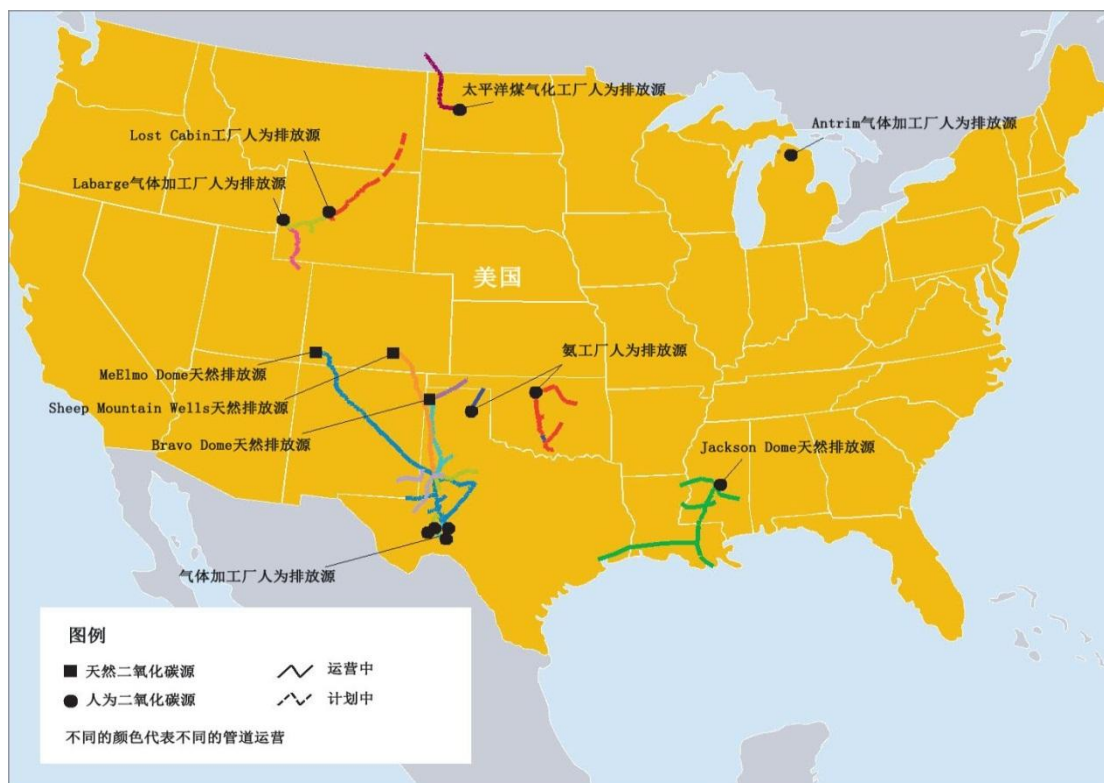 太平洋煤气化工厂人为排放源
Lost Cabin工厂人为排放源
Antrim气体加工厂人为排放源
Labarge气体加工厂人为排放源
美国
氨工厂人为排放源
MeElmo Dome天然排放源
Sheep Mountain Wells天然排放源
Bravo Dome天然排放源
Jackson Dome天然排放源
气体加工厂人为排放源
图例
天然二氧化碳源 运营中
人为二氧化碳源 计划中
不同的颜色代表不同的管道运营